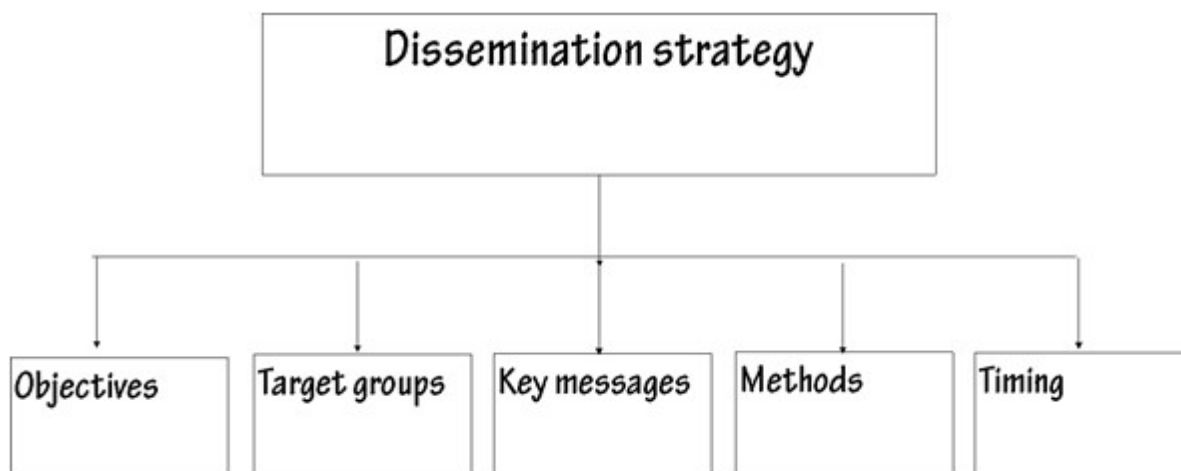 Dissemination strategy
Objectives
Target groups
Key messages
Methods
Timing